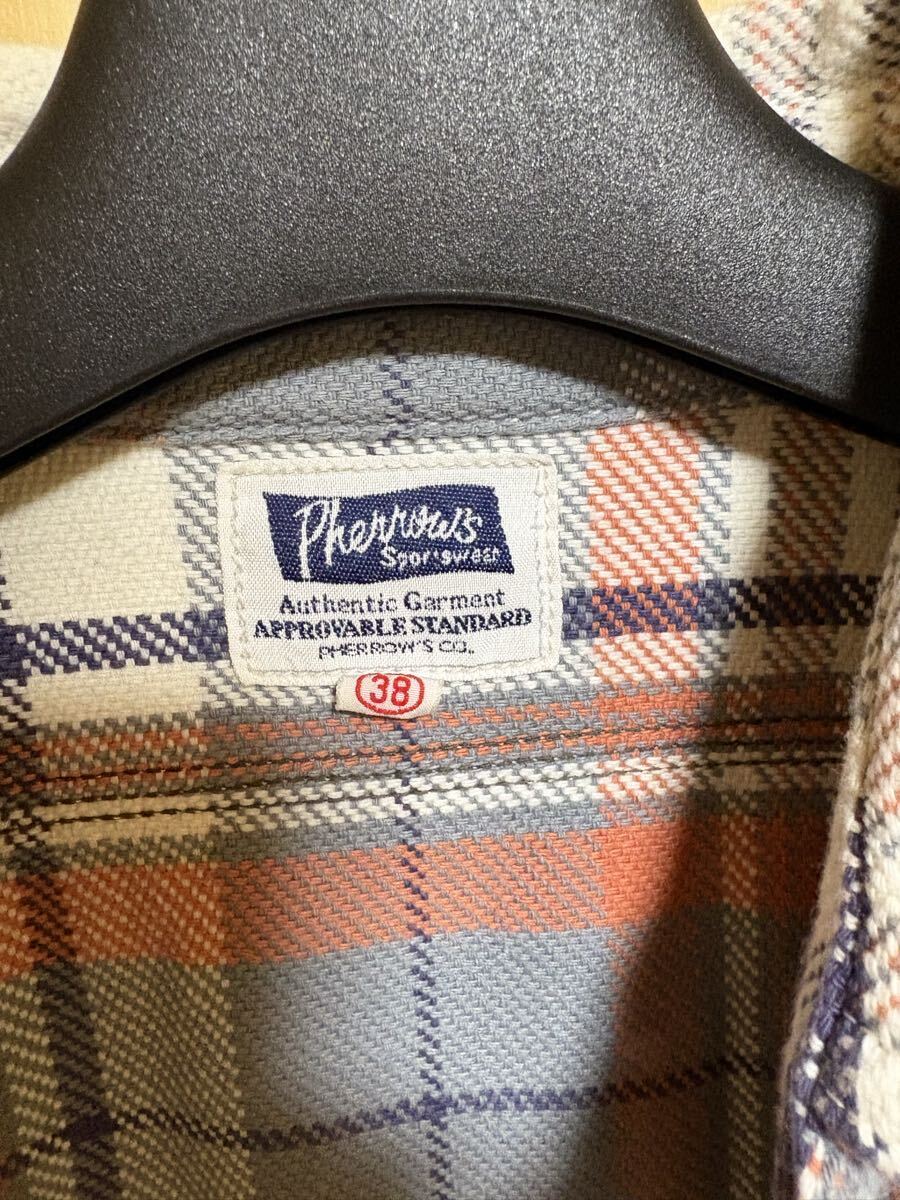 Pherrow's
Sportswear
Authentic Garment
APPROVABLE STANDARD
PHERROW'S CO.,
38